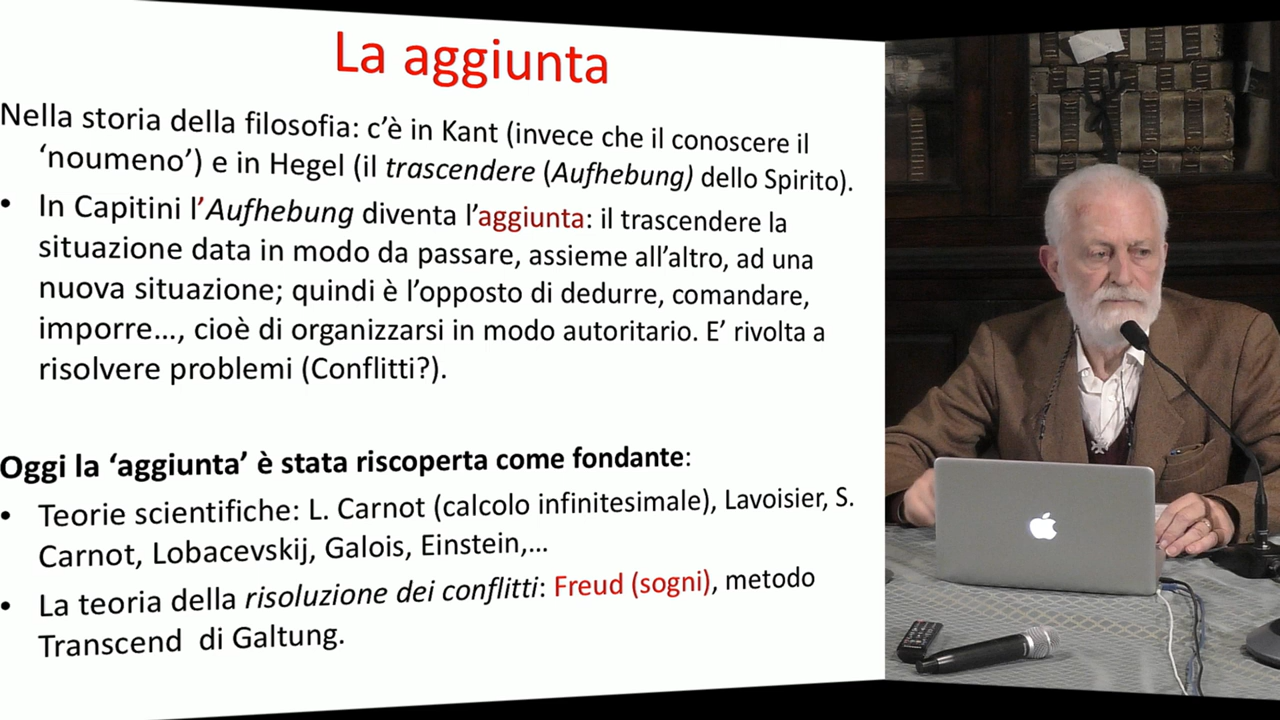 La aggiunta
Nella storia della filosofia: c’è in Kant (invece che il conoscere il
‘noumeno’) e in Hegel (il trascendere (Aufhebung) dello Spirito).
• In Capitini l’Aufhebung diventa l’aggiunta: il trascendere la
situazione data in modo da passare, assieme all’altro, ad una
nuova situazione; quindi è l’opposto di dedurre, comandare,
imporre…, cioè di organizzarsi in modo autoritario. E’ rivolta a
risolvere problemi (Conflitti?).
Oggi la ‘aggiunta’ è stata riscoperta come fondante:
• Teorie scientifiche: L. Carnot (calcolo infinitesimale), Lavoisier, S.
Carnot, Lobacevskij, Galois, Einstein,…
• La teoria della risoluzione dei conflitti: Freud (sogni), metodo
Transcend di Galtung.